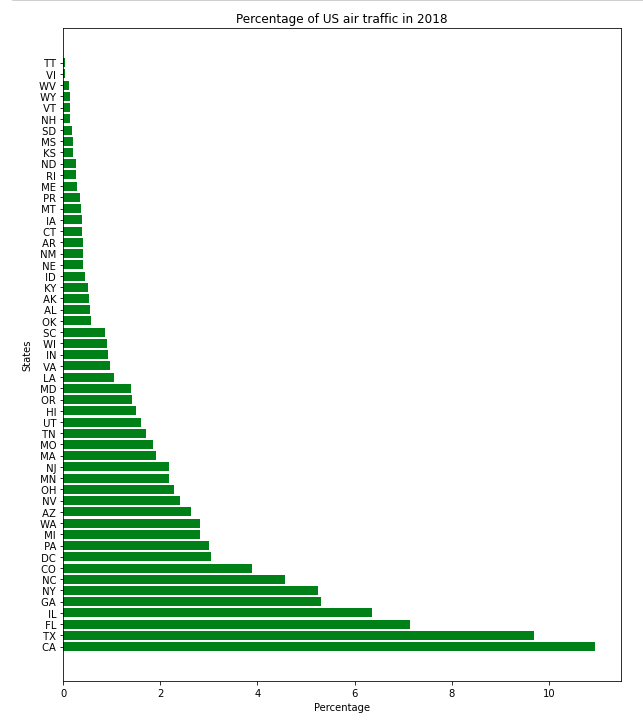 Percentage of US air traffic in 2018
TT
VI
WV
WY
VT
NH
SD
MS
KS
ND
RI
ME
PR
MT
IA
CT
AR
NM
NE
ID
KY
AK
AL
OK
SC
WI
IN
VA
LA
MD
OR
HI
UT
TN
MO
MA
NJ
MN
OH
NV
AZ
WA
MI
PA
DC
CO
NC
NY
GA
IL
FL
TX
CA
States
0 2 4 6 8 10
Percentage